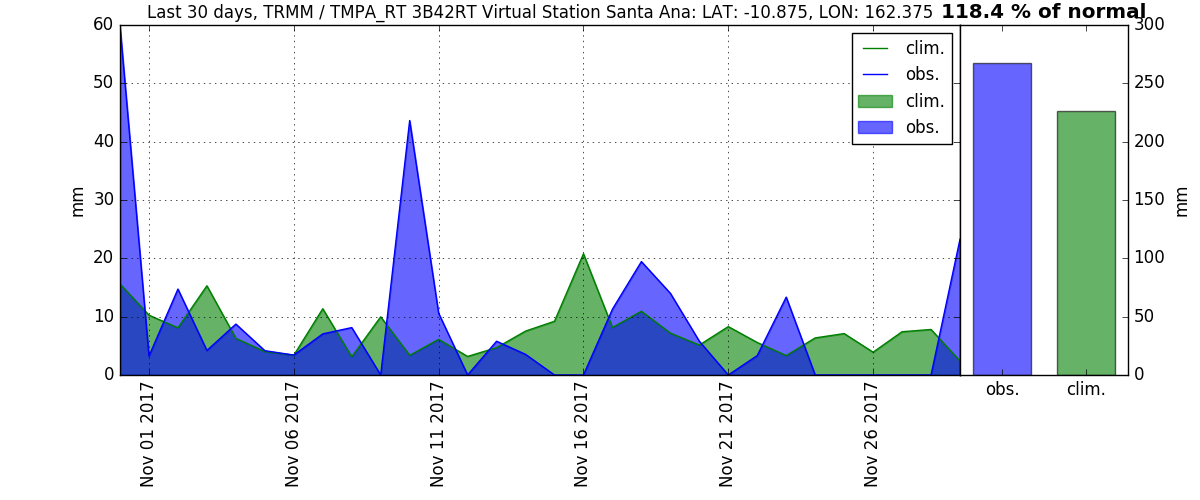 Last 30 days, TRMM / TMPA_RT 3B42RT Virtual Station Santa Ana: LAT: -10.875, LON: 162.375 118.4 % of normal
60
50
40
30
20
10
0
mm
clim.
obs.
clim.
obs.
Nov 01 2017
Nov 06 2017
Nov 11 2017
Nov 16 2017
Nov 21 2017
Nov 26 2017
300
250
200
150
100
50
0
mm
obs. clim.